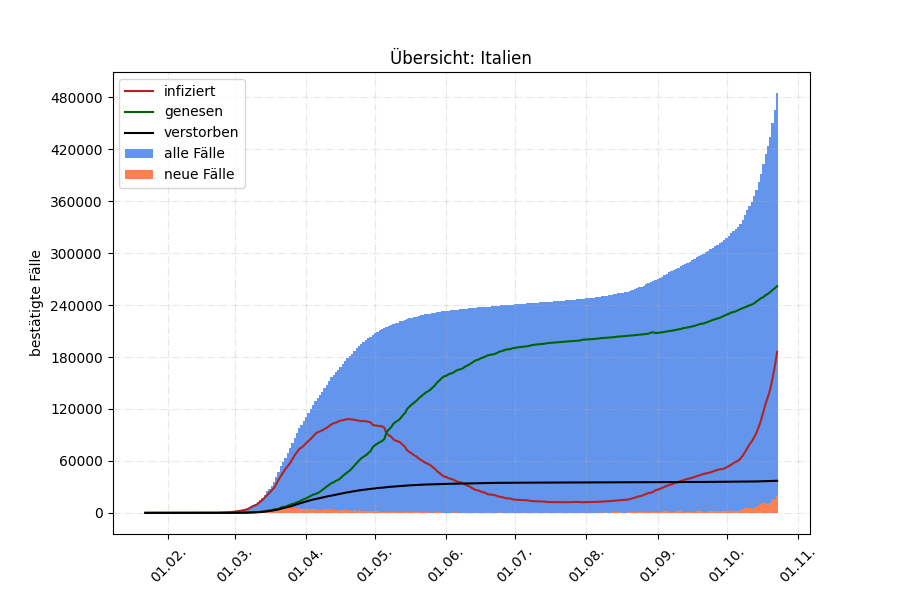 Übersicht: Italien
infiziert
genesen
verstorben
alle Fälle
neue Fälle
bestätigte Fälle
480000
420000
360000
300000
240000
180000
120000
60000
0
01.02.
01.03.
01.04.
01.05.
01.06.
01.07.
01.08.
01.09.
01.10.
01.11.